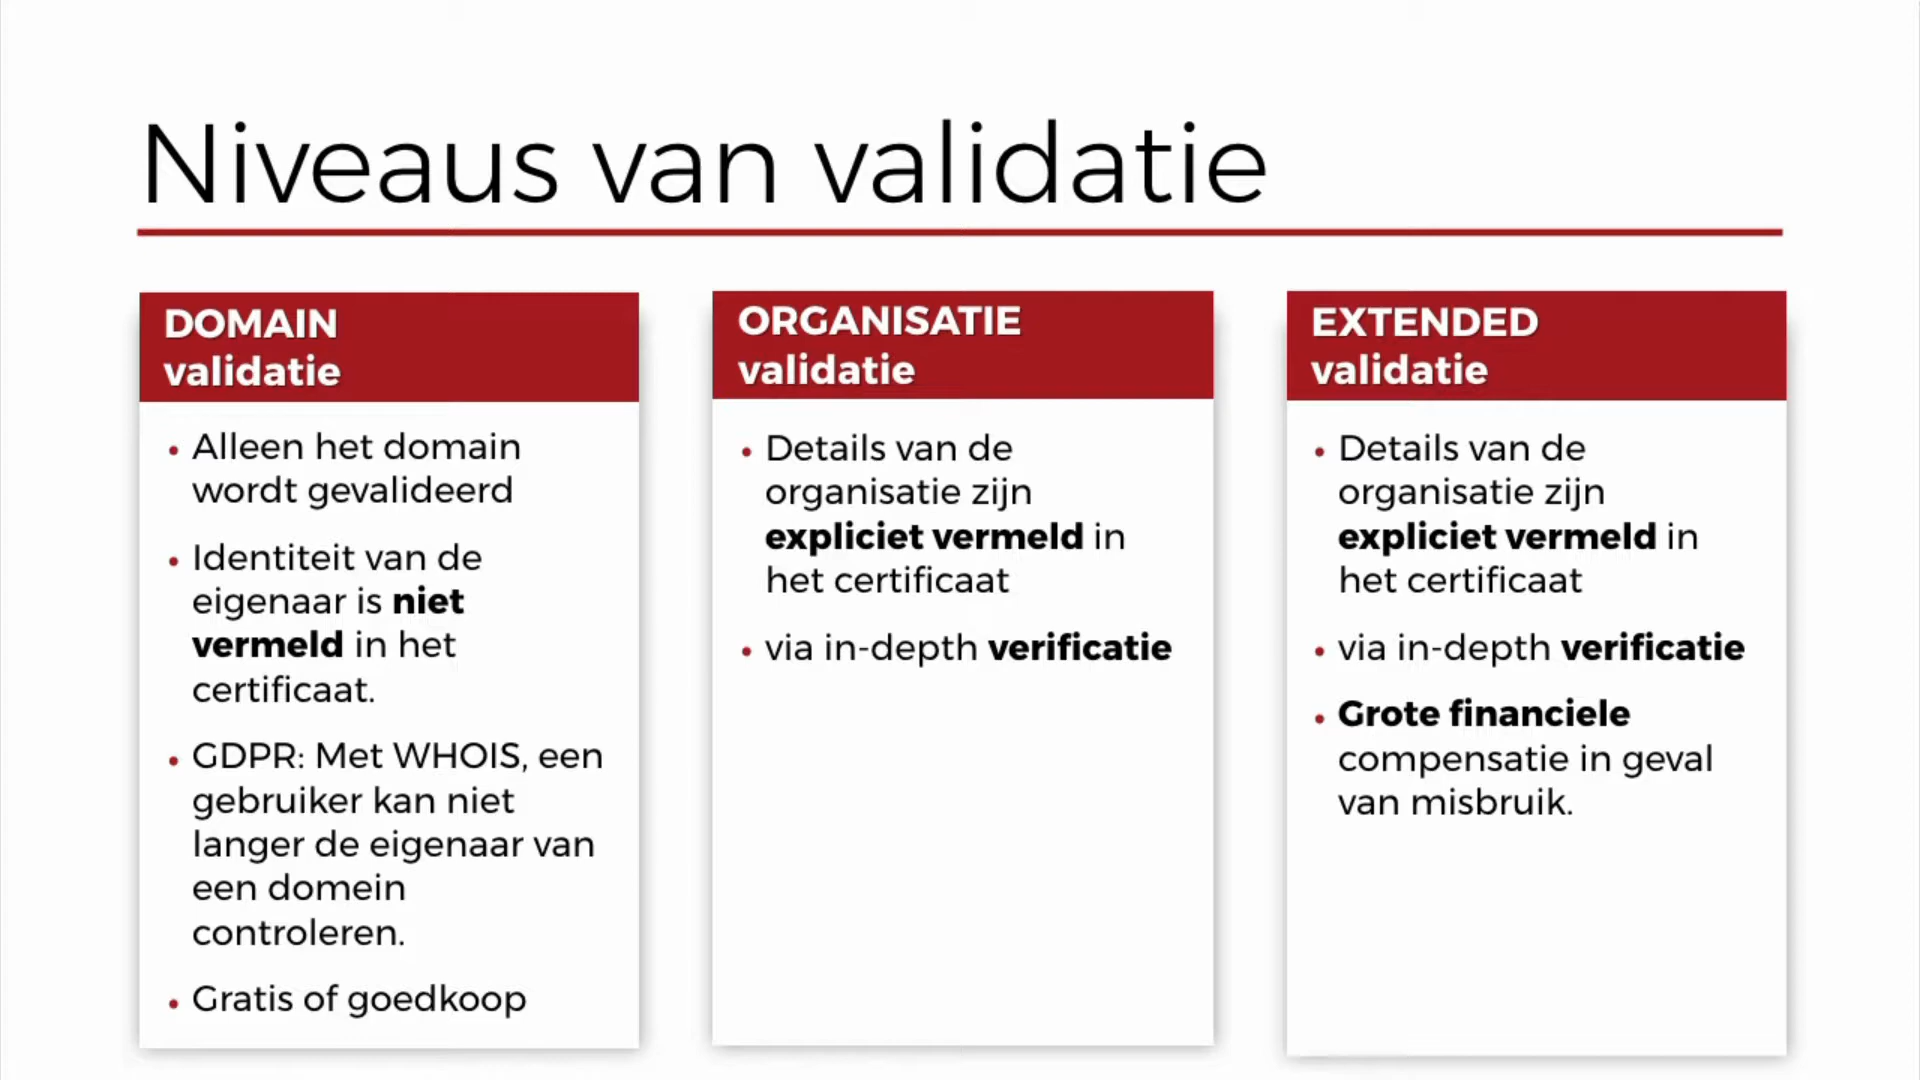 Niveaus van validatie
DOMAIN
validatie
• Alleen het domain
wordt gevalideerd
• Identiteit van de
eigenaar is niet
vermeld in het
certificaat.
• GDPR: Met WHOIS, een
gebruiker kan niet
langer de eigenaar van
een domein
controleren.
• Gratis of goedkoop
ORGANISATIE
validatie
• Details van de
organisatie zijn
expliciet vermeld in
het certificaat
• via in-depth verificatie
EXTENDED
validatie
• Details van de
organisatie zijn
expliciet vermeld in
het certificaat
• via in-depth verificatie
• Grote financiele
compensatie in geval
van misbruik.